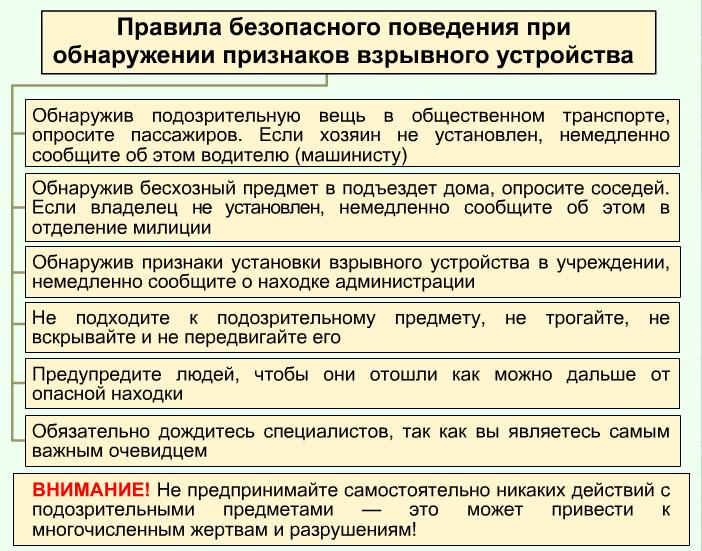 Правила безопасного поведения при
обнаружении признаков взрывного устройства
Обнаружив подозрительную вещь в общественном транспорте,
опросите пассажиров. Если хозяин не установлен, немедленно
сообщите об этом водителю (машинисту)
Обнаружив бесхозный предмет в подъездет дома, опросите соседей.
Если владелец не установлен, немедленно сообщите об этом в
отделение милиции
Обнаружив признаки установки взрывного устройства в учреждении,
немедленно сообщите о находке администрации
Не подходите к подозрительному предмету, не трогайте, не
вскрывайте и не передвигайте его
Предупредите людей, чтобы они отошли как можно дальше от
опасной находки
Обязательно дождитесь специалистов, так как вы являетесь самым
важным очевидцем
ВНИМАНИЕ! Не предпринимайте самостоятельно никаких действий с
подозрительными предметами — это может привести к
многочисленным жертвам и разрушениям!